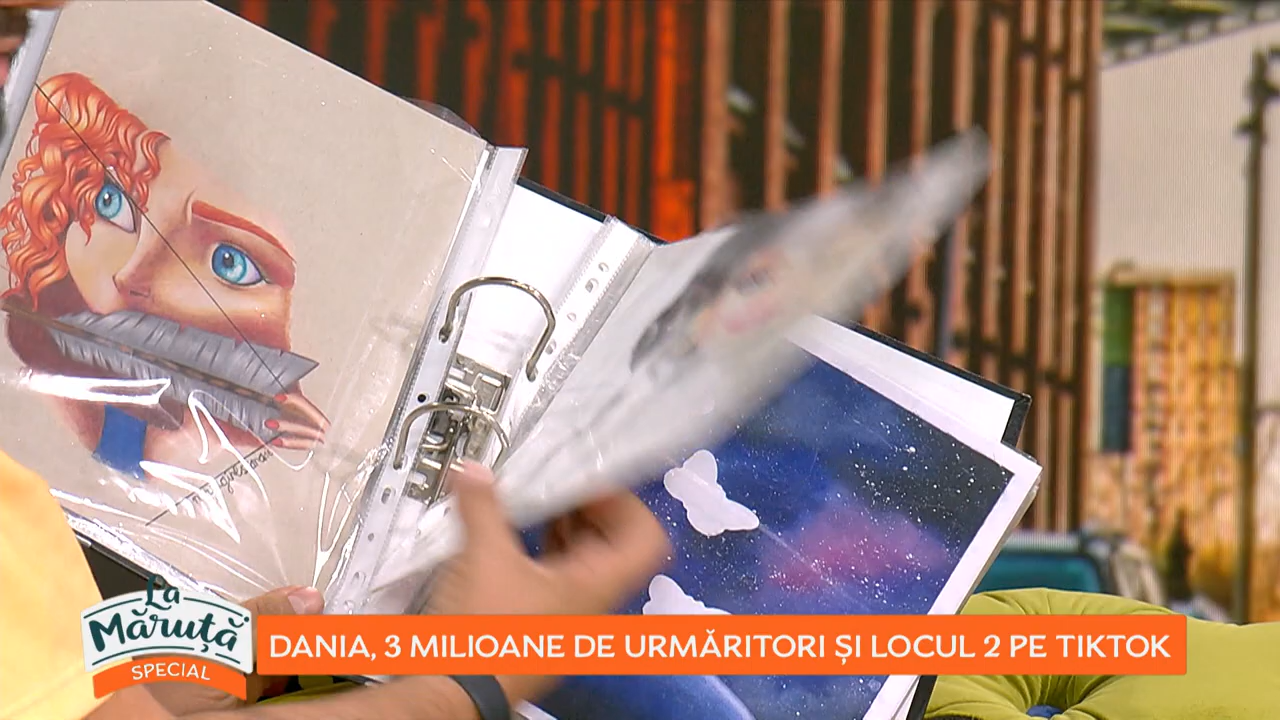 La
Măruță
SPECIAL
DANIA, 3 MILIOANE DE URMĂRITORI ȘI LOCUL 2 PE TIKTOK